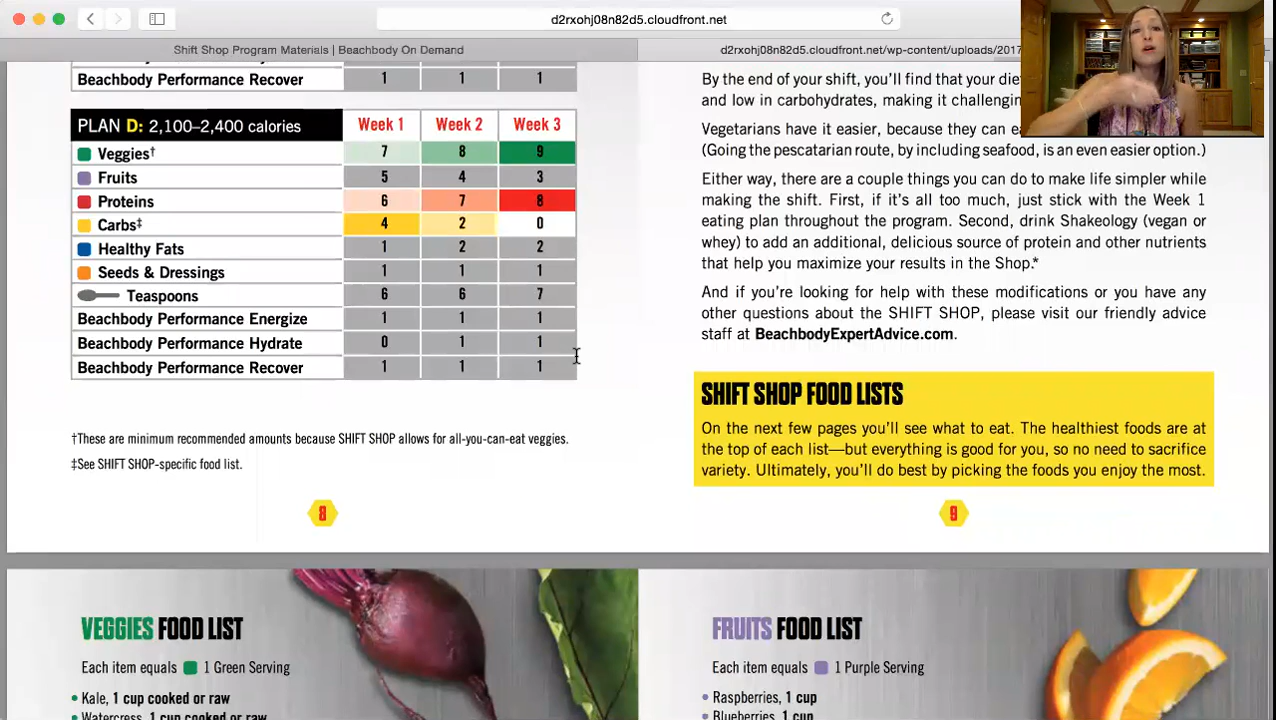 d2rxohj08n82d5.cloudfront.net
Shift Shop Program Materials | Beachbody On Demand
d2rxohj08n82d5.cloudfront.net/wp-content/uploads/2017
Beachbody Performance Recover 1 1 1
PLAN D: 2,100–2,400 calories Week 1 Week 2 Week 3
Veggies† 7 8 9
Fruits 5 4 3
Proteins 6 7 8
Carbs‡ 4 2 0
Healthy Fats 1 2 2
Seeds & Dressings 1 1 1
Teaspoons 6 6 7
Beachbody Performance Energize 1 1 1
Beachbody Performance Hydrate 0 1 1
Beachbody Performance Recover 1 1 1
†These are minimum recommended amounts because SHIFT SHOP allows for all-you-can-eat veggies.
‡See SHIFT SHOP-specific food list.
8
By the end of your shift, you'll find that your die
and low in carbohydrates, making it challengin
Vegetarians have it easier, because they can ea
(Going the pescatarian route, by including seafood, is an even easier option.)
Either way, there are a couple things you can do to make life simpler while
making the shift. First, if it's all too much, just stick with the Week 1
eating plan throughout the program. Second, drink Shakeology (vegan or
whey) to add an additional, delicious source of protein and other nutrients
that help you maximize your results in the Shop.*
And if you're looking for help with these modifications or you have any
other questions about the SHIFT SHOP, please visit our friendly advice
staff at BeachbodyExpertAdvice.com.
SHIFT SHOP FOOD LISTS
On the next few pages you'll see what to eat. The healthiest foods are at
the top of each list—but everything is good for you, so no need to sacrifice
variety. Ultimately, you'll do best by picking the foods you enjoy the most.
9
VEGGIES FOOD LIST
Each item equals 1 Green Serving
• Kale, 1 cup cooked or raw
Watercress, 1 cup cooked or raw
FRUITS FOOD LIST
Each item equals 1 Purple Serving
• Raspberries, 1 cup
Blueberries, 1 cup